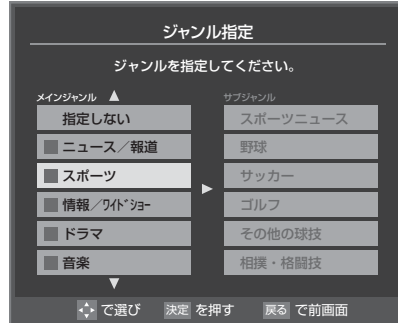 ジャンル指定
ジャンルを指定してください。
メインジャンル
指定しない
ニュース／報道
スポーツ
情報／ワイドショー
ドラマ
音楽
サブジャンル
スポーツニュース
野球
サッカー
ゴルフ
その他の球技
相撲・格闘技
で選び 決定 を押す 戻る で前画面